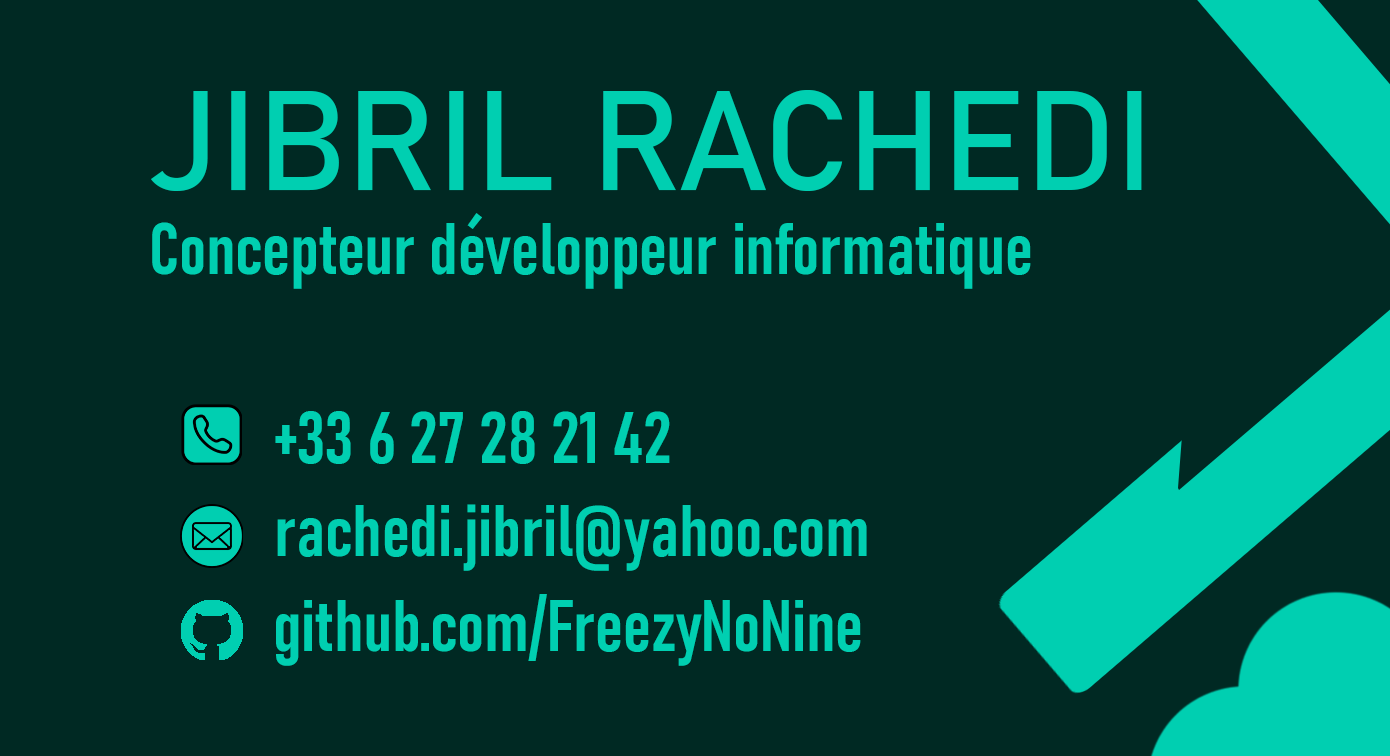 JIBRIL RACHEDI
Concepteur développeur informatique
+33 6 27 28 21 42
rachedi.jibril@yahoo.com
github.com/FreezyNoNine